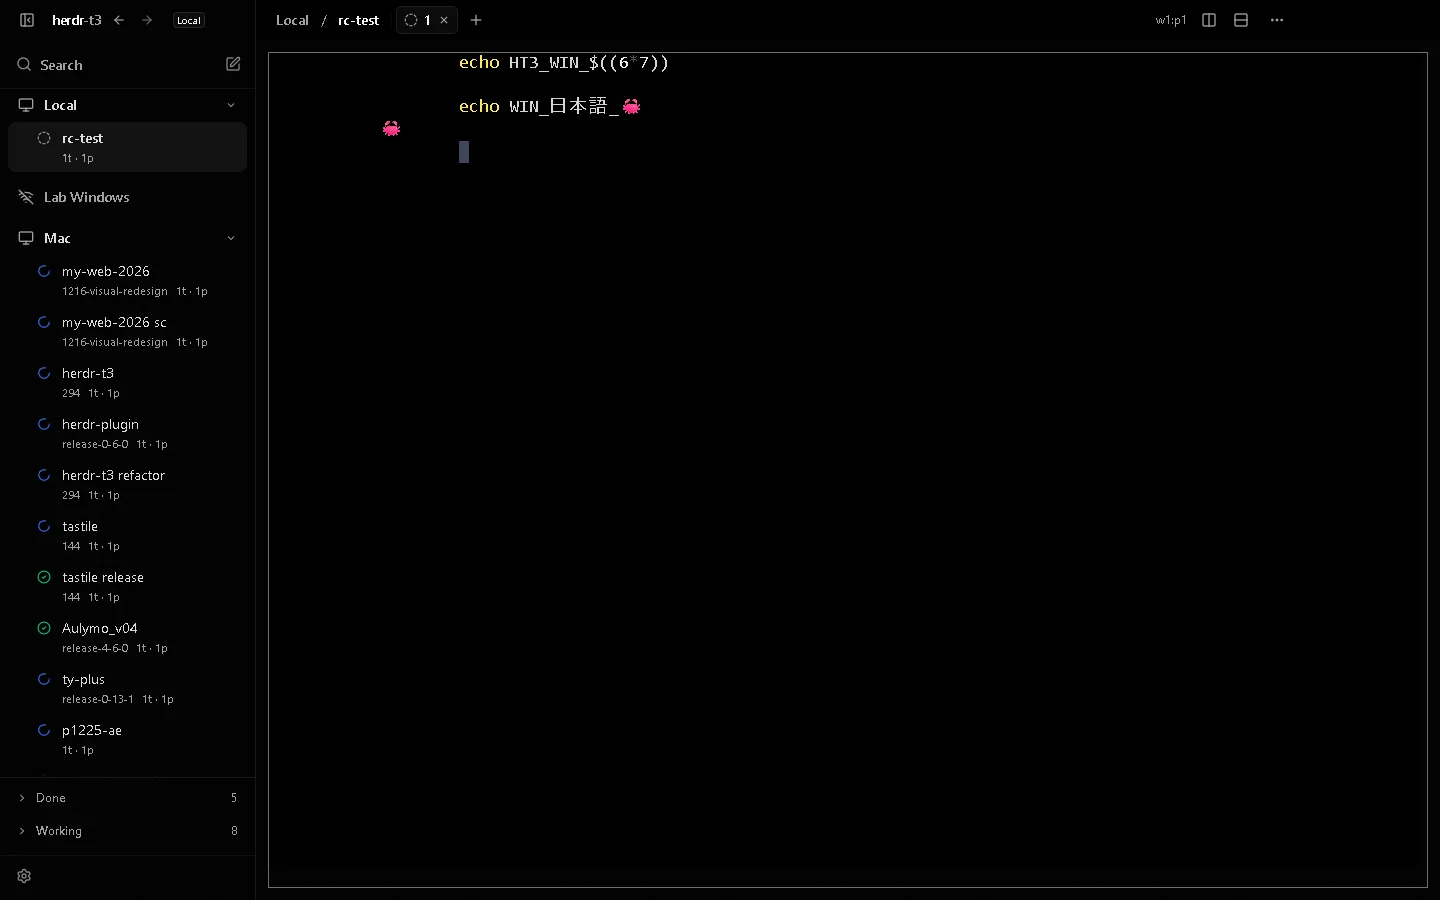 herdr-t3 Local
Local / rc-test 1 × +
w1:p1
Search
Local
rc-test
1t · 1p
Lab Windows
Mac
my-web-2026
1216-visual-redesign 1t · 1p
my-web-2026 sc
1216-visual-redesign 1t · 1p
herdr-t3
294 1t · 1p
herdr-plugin
release-0-6-0 1t · 1p
herdr-t3 refactor
294 1t · 1p
tastile
144 1t · 1p
tastile release
144 1t · 1p
Aulymo_v04
release-4-6-0 1t · 1p
ty-plus
release-0-13-1 1t · 1p
p1225-ae
1t · 1p
Done 5
Working 8
echo HT3_WIN_$((6*7))
echo WIN_日本語_🦀
🦀